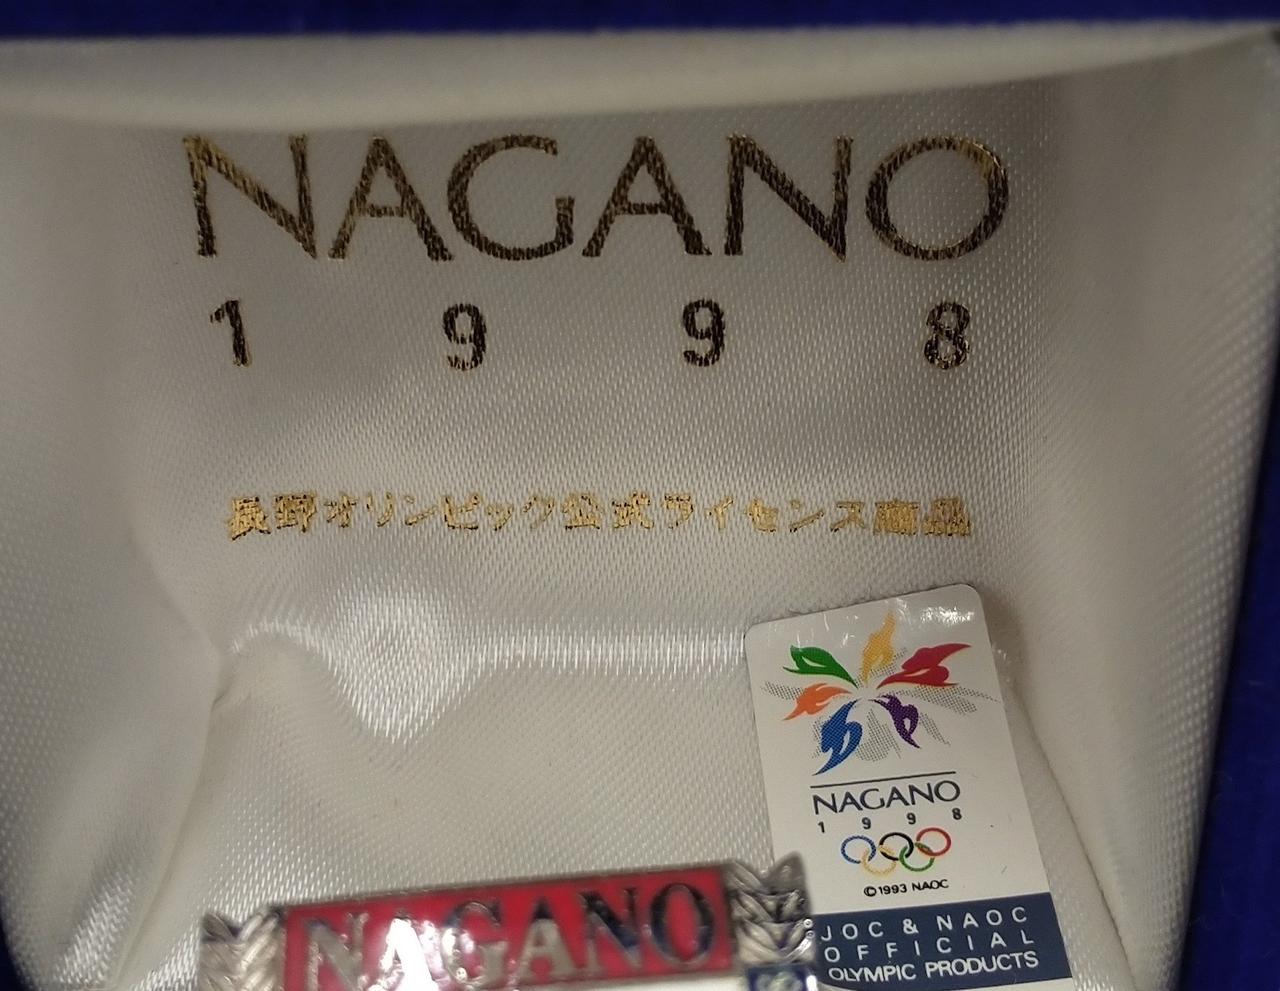 NAGANO
1 9 9 8
長野オリンピック公式ライセンス商品
NAGANO
1 9 9 8
©1993 NAOC
JOC & NAOC
OFFICIAL
OLYMPIC PRODUCTS
NAGANO